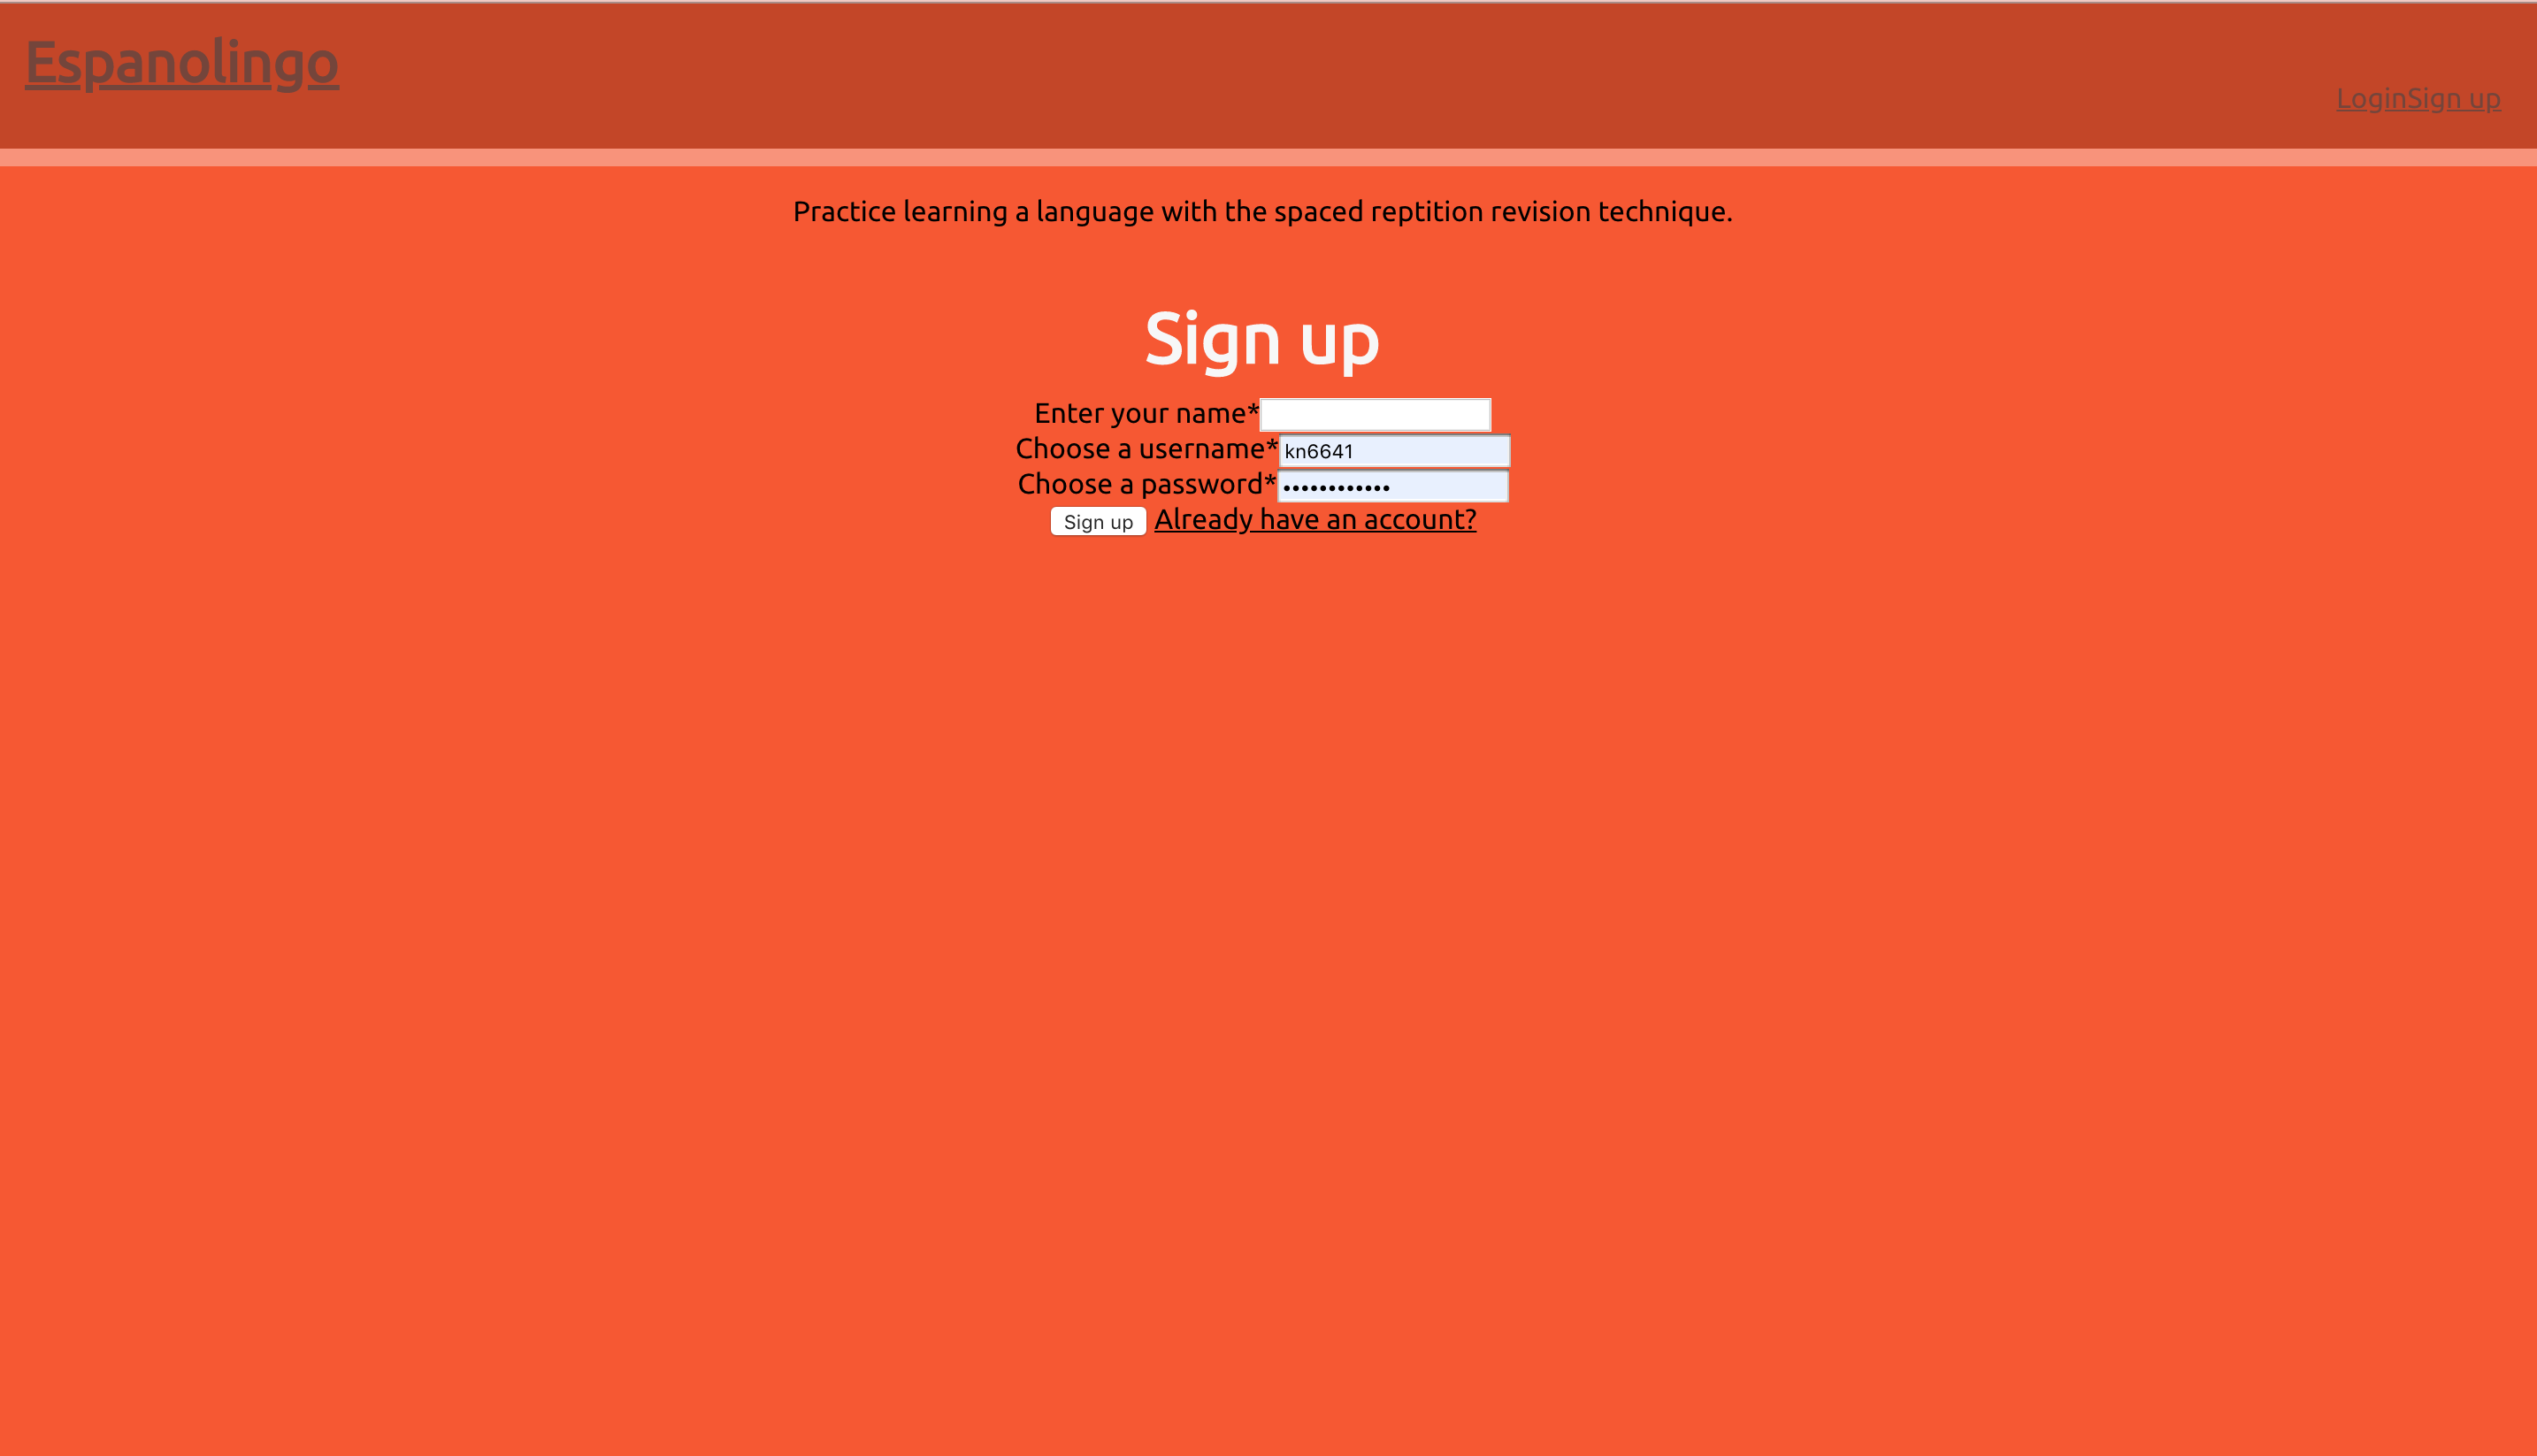 Espanolingo
LoginSign up
Practice learning a language with the spaced reptition revision technique.
Sign up
Enter your name*
Choose a username* kn6641
Choose a password* ••••••••••••
Sign up Already have an account?